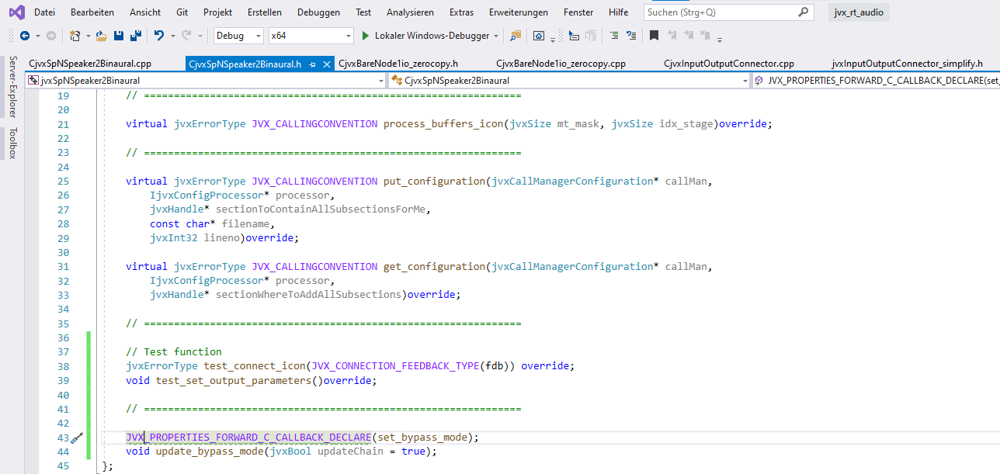 Datei Bearbeiten Ansicht Git Projekt Erstellen Debuggen Test Analysieren Extras Erweiterungen Fenster Hilfe Suchen (Strg+Q) jvx_rt_audio
Debug x64 Lokaler Windows-Debugger
CjvxSpNSpeaker2Binaural.cpp CjvxSpNSpeaker2Binaural.h CjvxBareNode1io_zerocopy.h CjvxBareNode1io_zerocopy.cpp CjvxInputOutputConnector.cpp jvxInputOutputConnector_simplify.h
Server-Explorer
Toolbox
jvxSpNSpeaker2Binaural CjvxSpNSpeaker2Binaural JVX_PROPERTIES_FORWARD_C_CALLBACK_DECLARE(set_
19 // ===============================================================
20
21 virtual jvxErrorType JVX_CALLINGCONVENTION process_buffers_icon(jvxSize mt_mask, jvxSize idx_stage)override;
22
23 // ===============================================================
24
25 virtual jvxErrorType JVX_CALLINGCONVENTION put_configuration(jvxCallManagerConfiguration* callMan,
26 IjvxConfigProcessor* processor,
27 jvxHandle* sectionToContainAllSubsectionsForMe,
28 const char* filename,
29 jvxInt32 lineno)override;
30
31 virtual jvxErrorType JVX_CALLINGCONVENTION get_configuration(jvxCallManagerConfiguration* callMan,
32 IjvxConfigProcessor* processor,
33 jvxHandle* sectionWhereToAddAllSubsections)override;
34
35 // ===============================================================
36
37 // Test function
38 jvxErrorType test_connect_icon(JVX_CONNECTION_FEEDBACK_TYPE(fdb)) override;
39 void test_set_output_parameters()override;
40
41 // ===============================================================
42
43 JVX_PROPERTIES_FORWARD_C_CALLBACK_DECLARE(set_bypass_mode);
44 void update_bypass_mode(jvxBool updateChain = true);
45 };